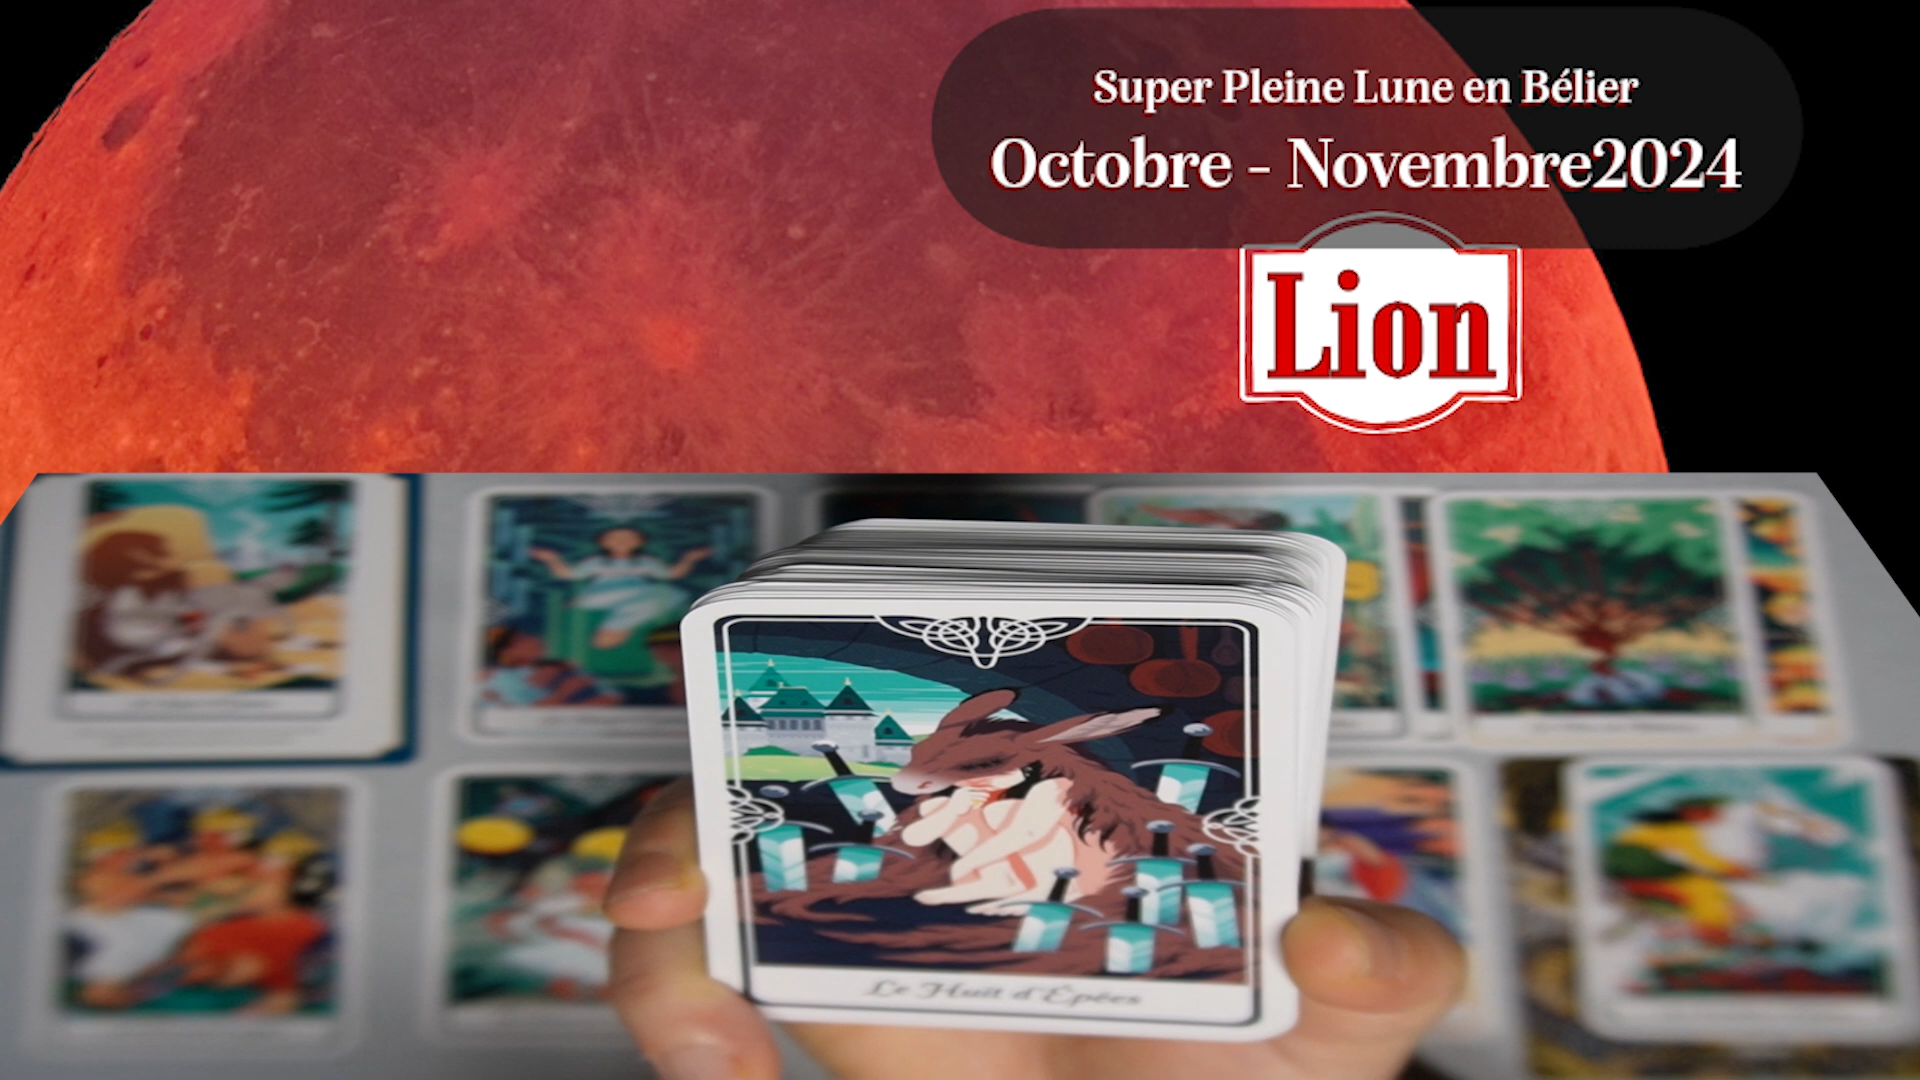 Super Pleine Lune en Bélier
Octobre - Novembre2024
Lion
Le Huit d'Épées